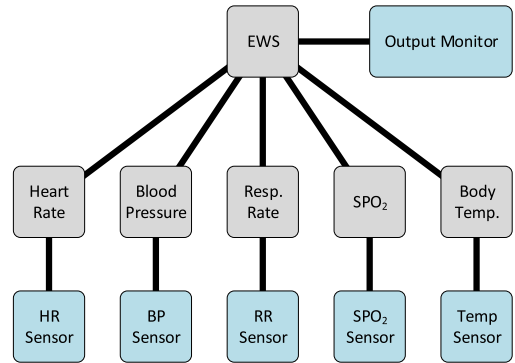 EWS
Output Monitor
Heart
Rate
Blood
Pressure
Resp.
Rate
SPO₂
Body
Temp.
HR
Sensor
BP
Sensor
RR
Sensor
SPO₂
Sensor
Temp
Sensor